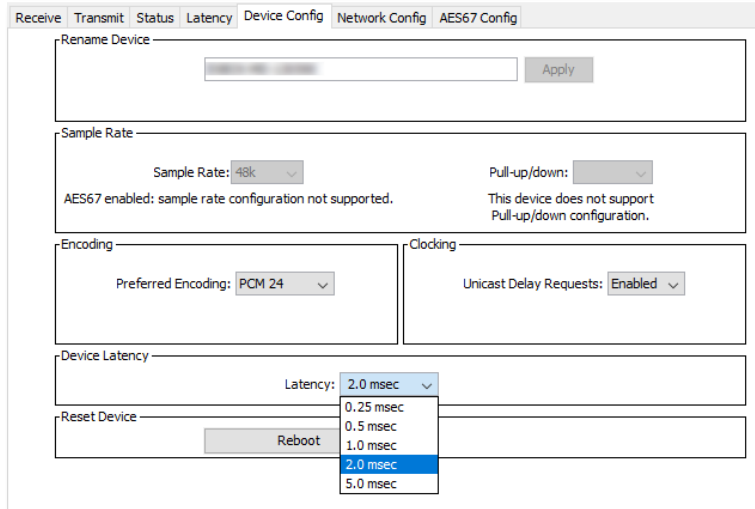 Receive Transmit Status Latency Device Config Network Config AES67 Config
Rename Device
Apply
Sample Rate
Sample Rate: 48k Pull-up/down:
AES67 enabled: sample rate configuration not supported. This device does not support
Pull-up/down configuration.
Encoding Clocking
Preferred Encoding: PCM 24 Unicast Delay Requests: Enabled
Device Latency
Latency: 2.0 msec
0.25 msec
Reset Device
0.5 msec
Reboot 1.0 msec
2.0 msec
5.0 msec